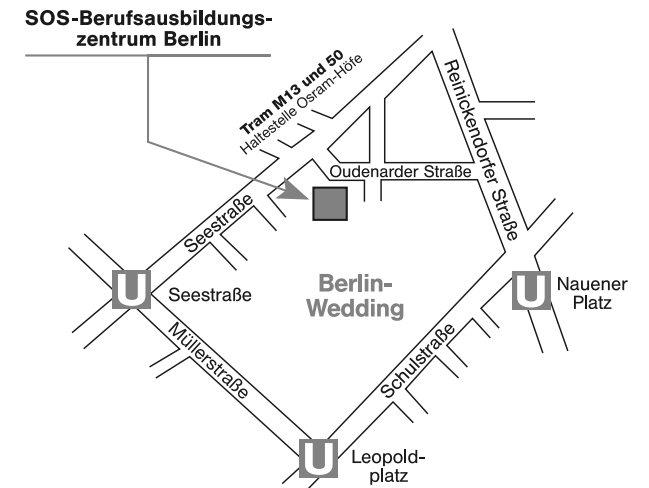 SOS-Berufsausbildungs-
zentrum Berlin
Tram M13 und 50
Haltestelle Osram-Höfe
Reinickendorfer Straße
Oudenarder Straße
Seestraße
U
Seestraße
Berlin-
Wedding
U
Nauener
Platz
Müllerstraße
Schulstraße
U
Leopold-
platz